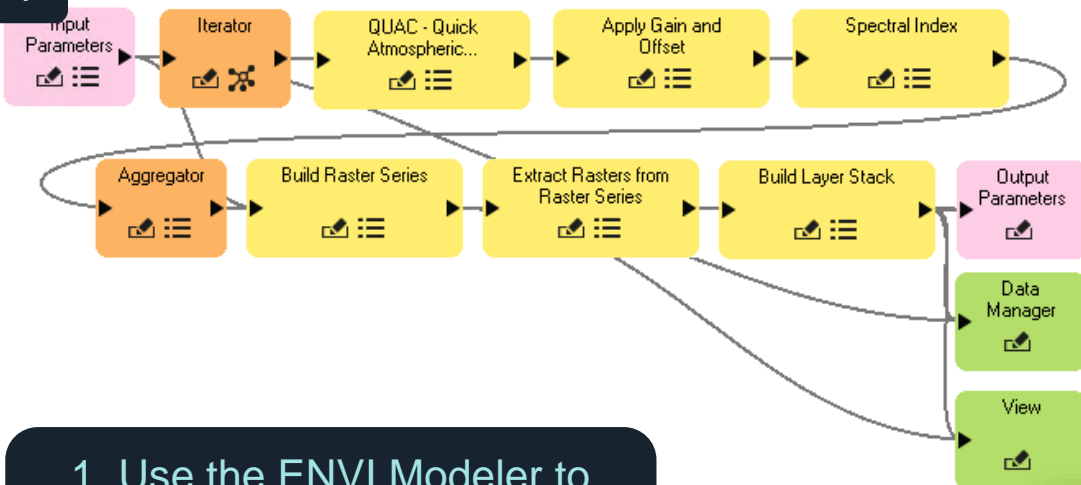 Input
Parameters
Iterator
QUAC - Quick
Atmospheric...
Apply Gain and
Offset
Spectral Index
Aggregator
Build Raster Series
Extract Rasters from
Raster Series
Build Layer Stack
Output
Parameters
Data
Manager
View
1. Use the ENVI Modeler to